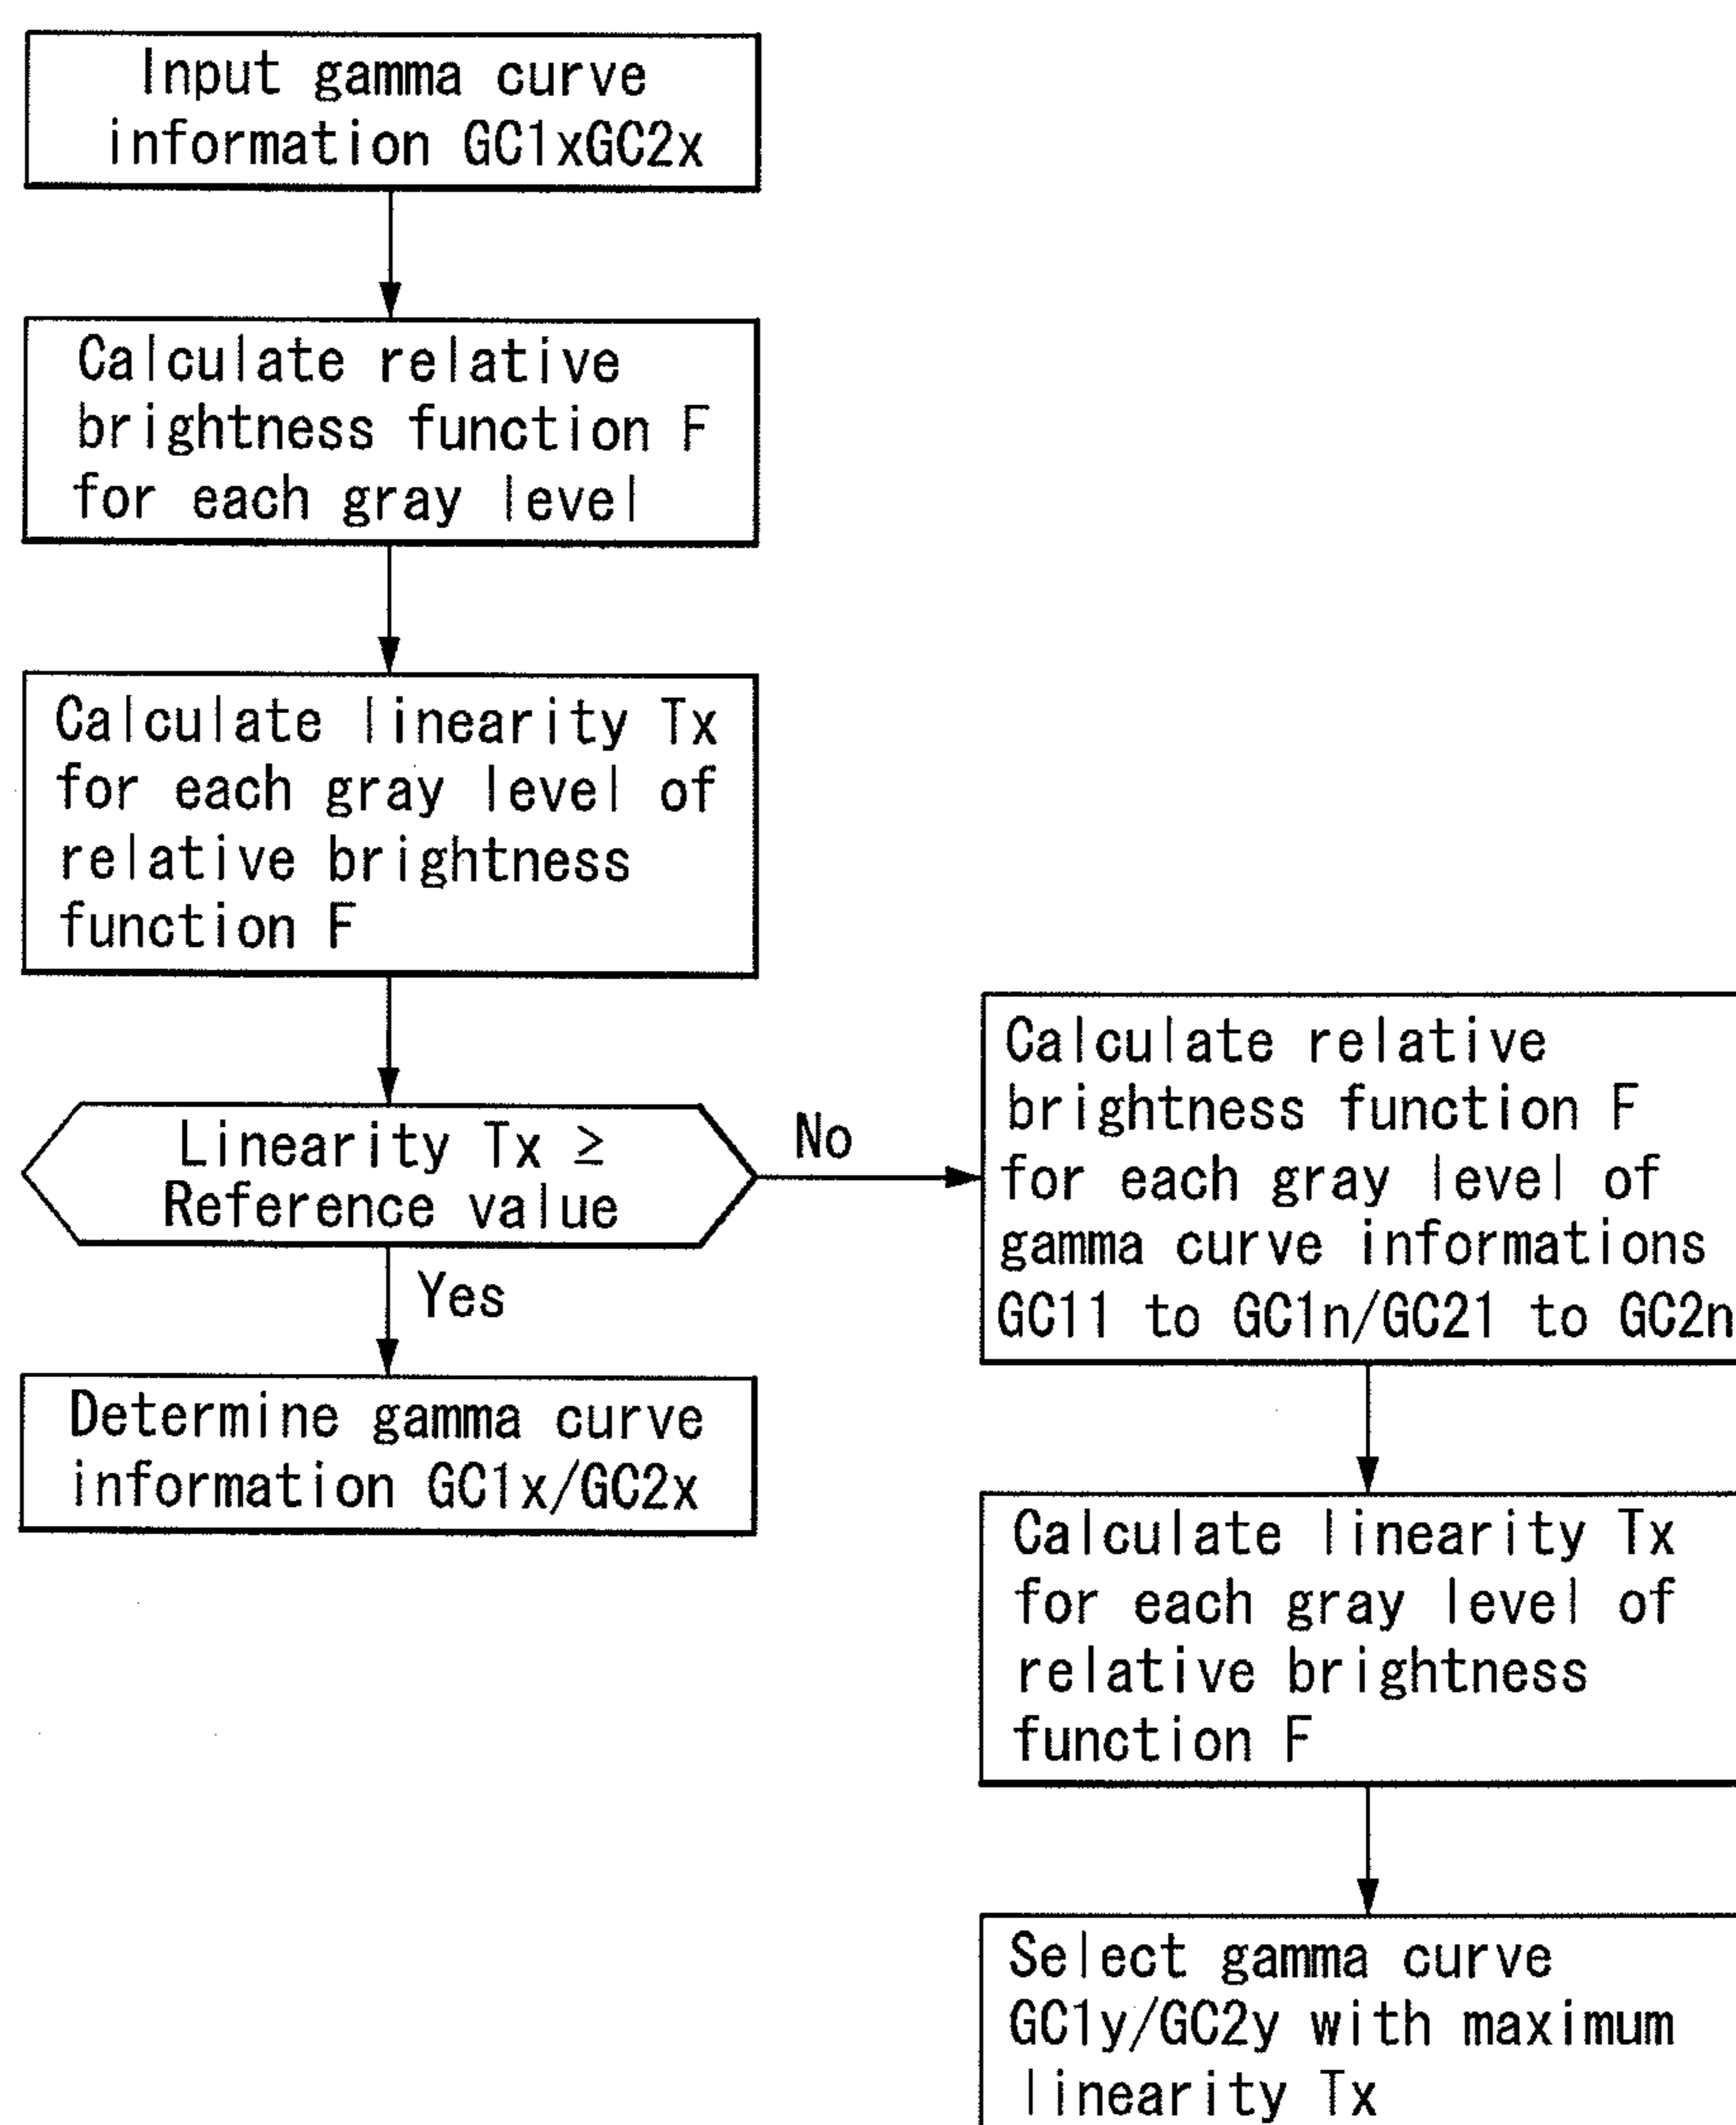 Input gamma curve
information GC1xGC2x
Calculate relative
brightness function F
for each gray level
Calculate linearity Tx
for each gray level of
relative brightness
function F
Linearity Tx ≥
Reference value
No
Yes
Determine gamma curve
information GC1x/GC2x
Calculate relative
brightness function F
for each gray level of
gamma curve informations
GC11 to GC1n/GC21 to GC2n
Calculate linearity Tx
for each gray level of
relative brightness
function F
Select gamma curve
GC1y/GC2y with maximum
linearity Tx